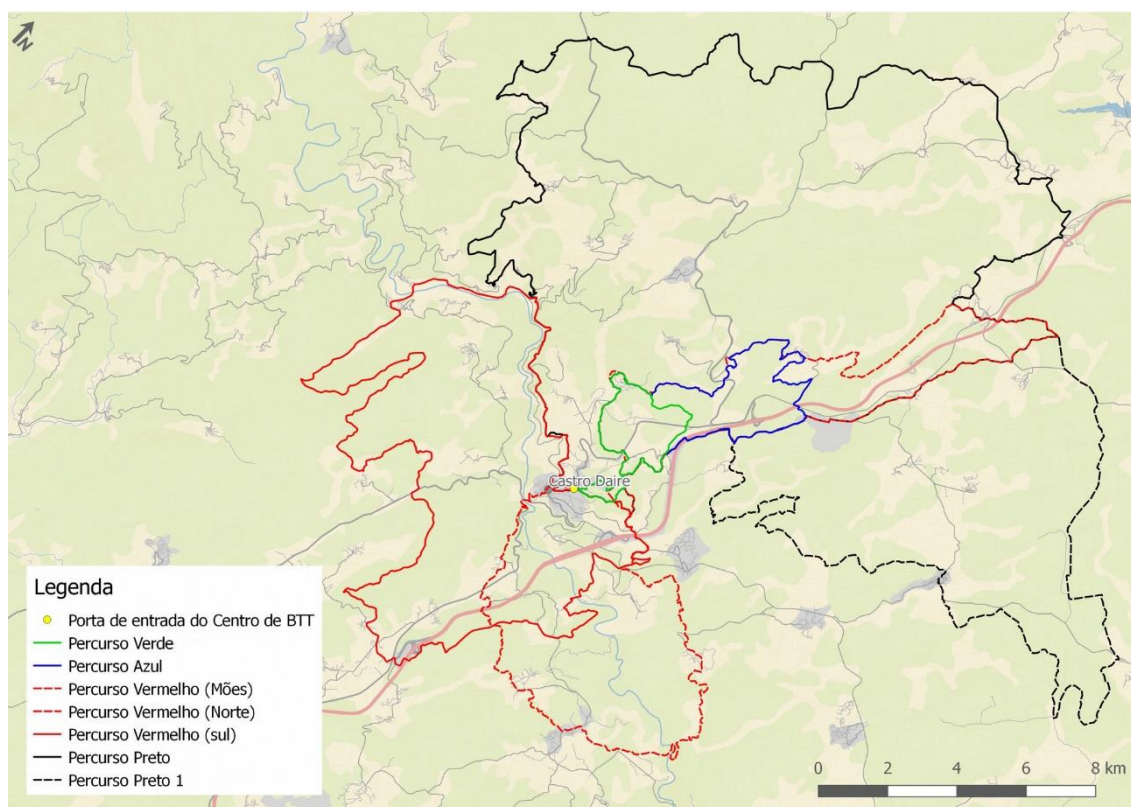 N
Castro Daire
Legenda
Porta de entrada do Centro de BTT
Percurso Verde
Percurso Azul
Percurso Vermelho (Mões)
Percurso Vermelho (Norte)
Percurso Vermelho (sul)
Percurso Preto
Percurso Preto 1
0 2 4 6 8 km